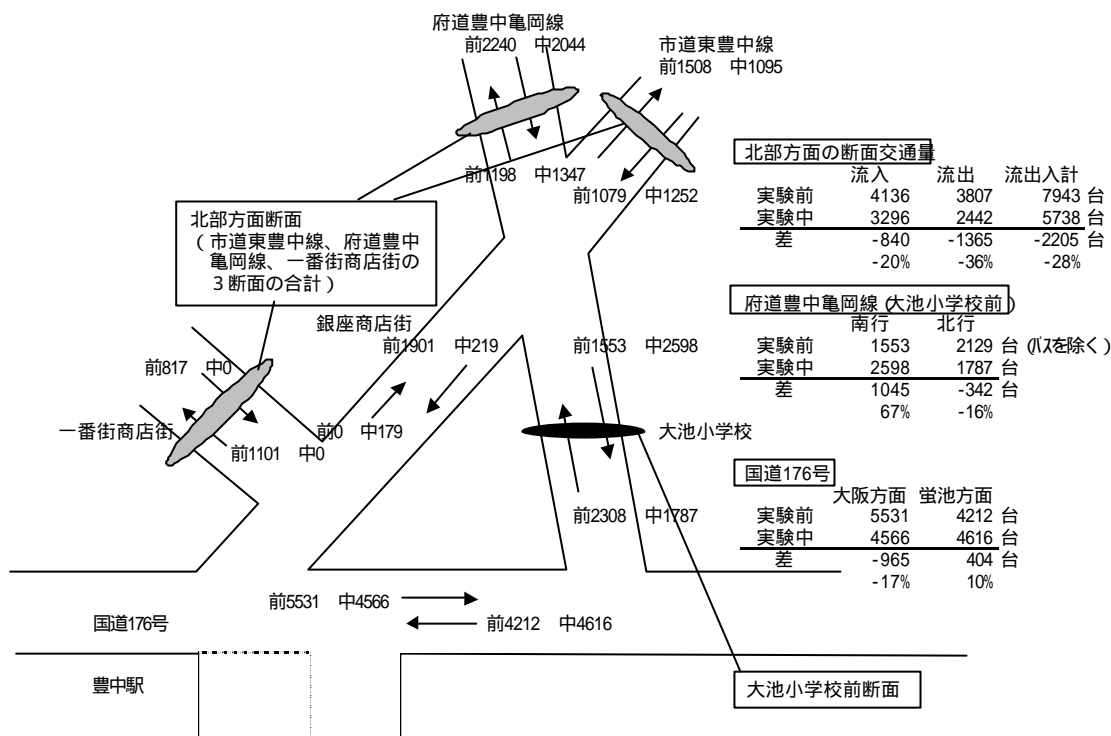 府道豊中亀岡線
前2240 中2044
市道東豊中線
前1508 中1095
前1198 中1347
前1079 中1252
北部方面断面
(市道東豊中線、府道豊中
亀岡線、一番街商店街の
3断面の合計)
銀座商店街
前1901 中219
前1553 中2598
前817 中0
一番街商店街
前0 中179
前1101 中0
大池小学校
前2308 中1787
前5531 中4566
国道176号
前4212 中4616
豊中駅
大池小学校前断面
北部方面の断面交通量
流入 流出 流出入計
実験前 4136 3807 7943 台
実験中 3296 2442 5738 台
差 -840 -1365 -2205 台
-20% -36% -28%
府道豊中亀岡線(大池小学校前)
南行 北行
実験前 1553 2129 台(バスを除く)
実験中 2598 1787 台
差 1045 -342 台
67% -16%
国道176号
大阪方面 蛍池方面
実験前 5531 4212 台
実験中 4566 4616 台
差 -965 404 台
-17% 10%